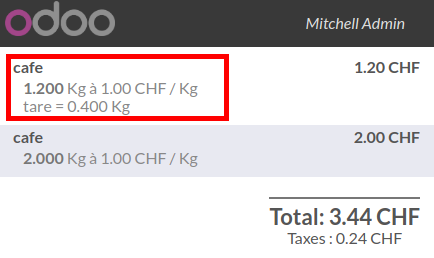 odoo
Mitchell Admin
cafe 1.20 CHF
1.200 Kg à 1.00 CHF / Kg
tare = 0.400 Kg
cafe 2.00 CHF
2.000 Kg à 1.00 CHF / Kg
Total: 3.44 CHF
Taxes : 0.24 CHF